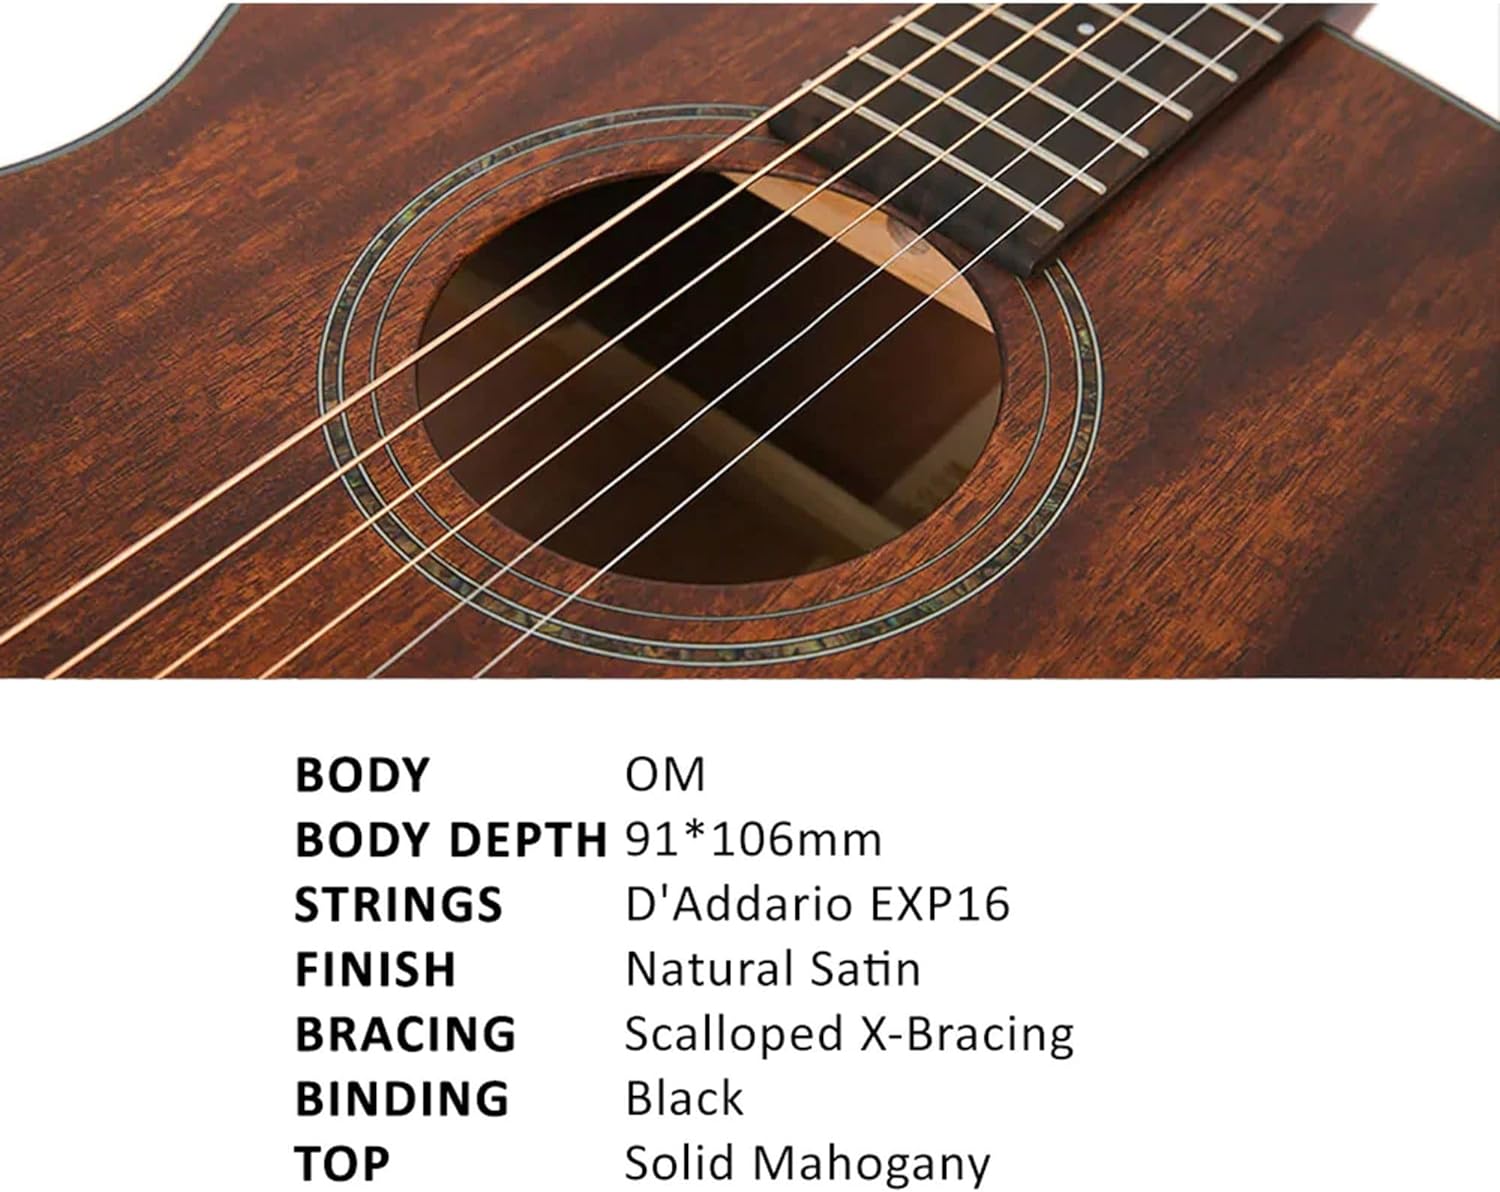 BODY OM
BODY DEPTH 91*106mm
STRINGS D'Addario EXP16
FINISH Natural Satin
BRACING Scalloped X-Bracing
BINDING Black
TOP Solid Mahogany